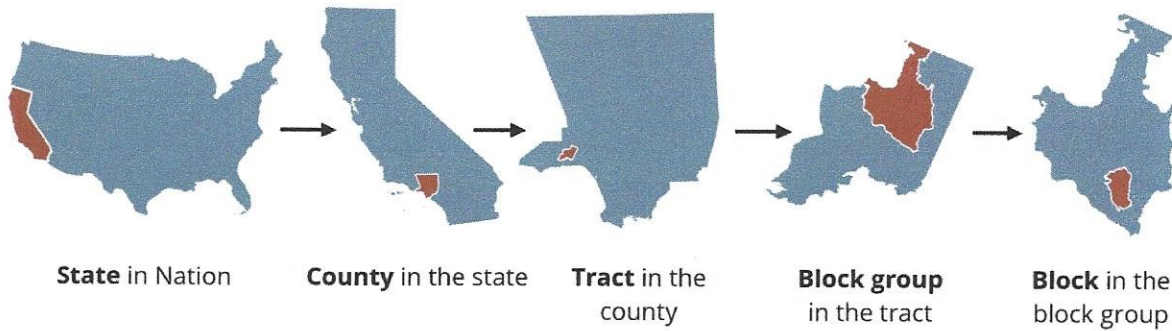 State in Nation
County in the state
Tract in the
county
Block group
in the tract
Block in the
block group